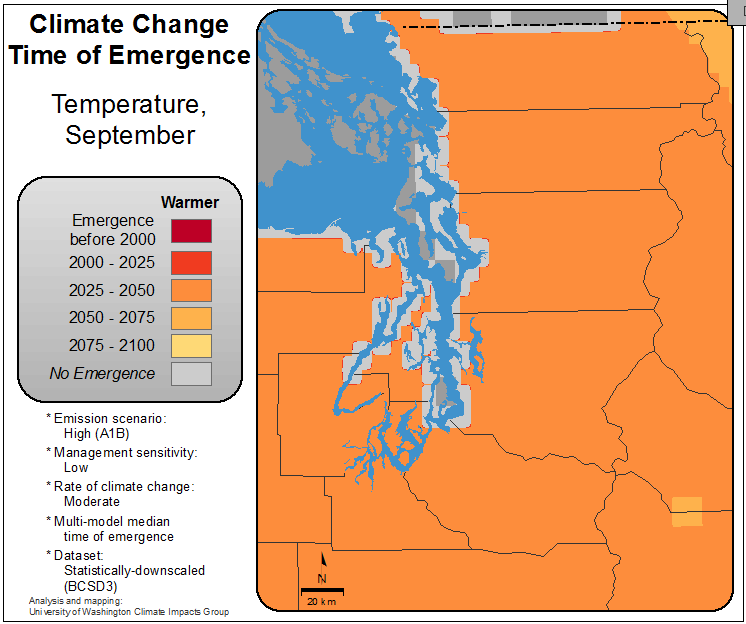 Climate Change
Time of Emergence
Temperature,
September
Warmer
Emergence
before 2000
2000 - 2025
2025 - 2050
2050 - 2075
2075 - 2100
No Emergence
* Emission scenario:
High (A1B)
* Management sensitivity:
Low
* Rate of climate change:
Moderate
* Multi-model median
time of emergence
* Dataset:
Statistically-downscaled
(BCSD3)
Analysis and mapping:
University of Washington Climate Impacts Group
N
20 km